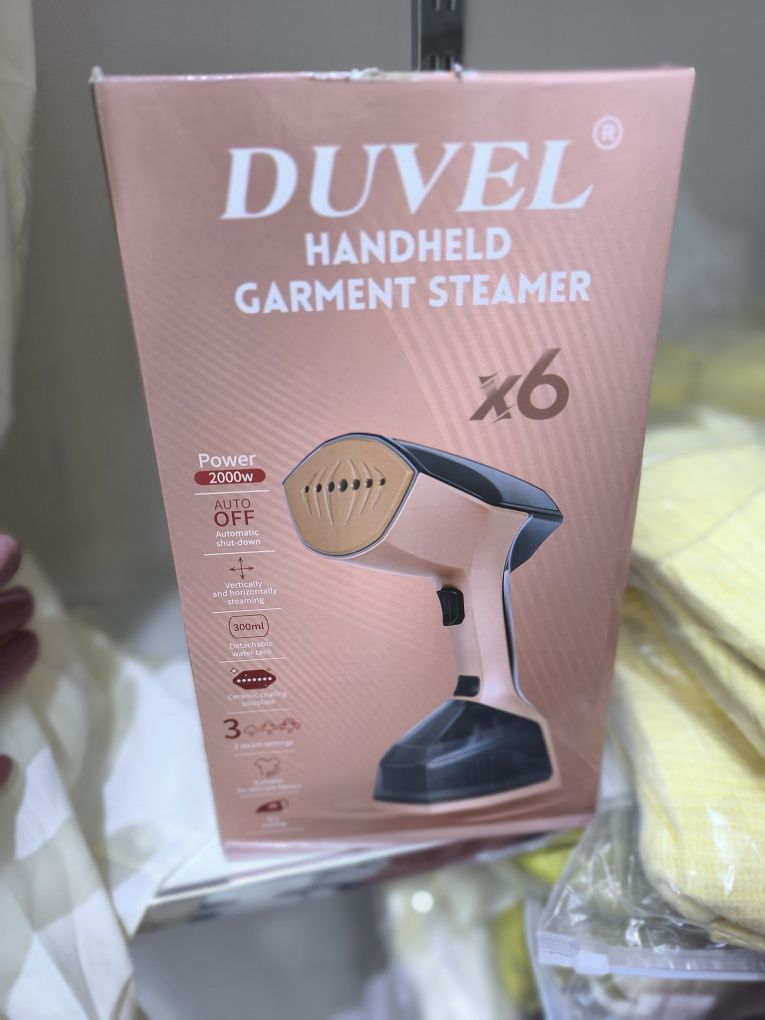 DUVEL®
HANDHELD
GARMENT STEAMER
x6
Power
2000w
AUTO
OFF
Automatic
shut-down
Vertically
and horizontally
steaming
300ml
Detachable
water tank
Ceramic coating
soleplate
3
3 steam settings